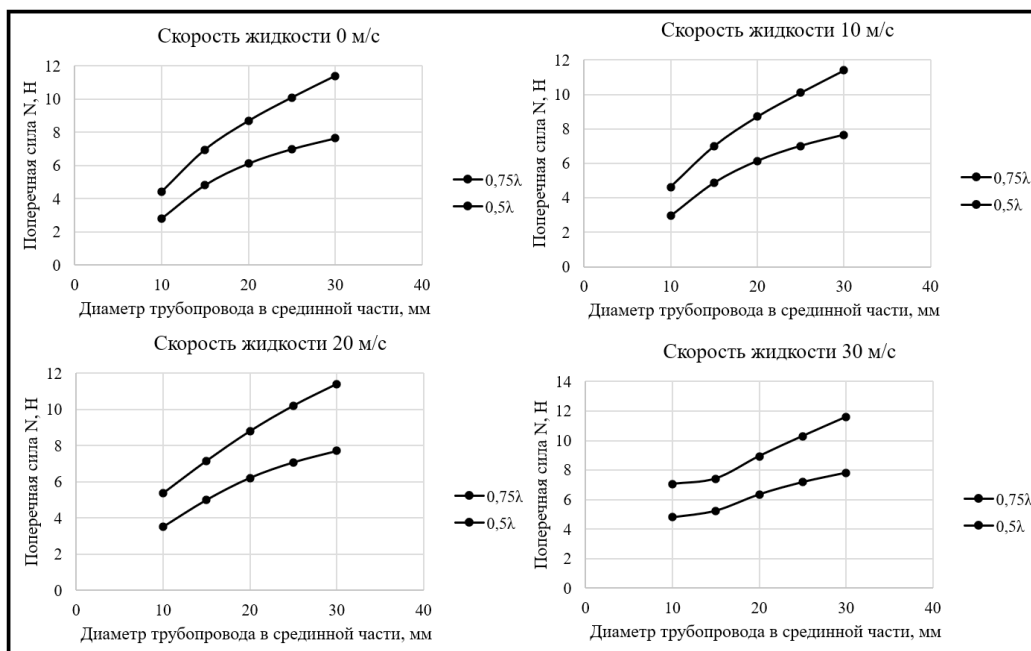 Скорость жидкости 0 м/с
Поперечная сила N, Н
12
10
8
6
4
2
0
0
10
20
30
40
Диаметр трубопровода в срединной части, мм
0,75λ
0,5λ
Скорость жидкости 10 м/с
Поперечная сила N, Н
12
10
8
6
4
2
0
0
10
20
30
40
Диаметр трубопровода в срединной части, мм
0,75λ
0,5λ
Скорость жидкости 20 м/с
Поперечная сила N, Н
12
10
8
6
4
2
0
0
10
20
30
40
Диаметр трубопровода в срединной части, мм
0,75λ
0,5λ
Скорость жидкости 30 м/с
Поперечная сила N, Н
14
12
10
8
6
4
2
0
0
10
20
30
40
Диаметр трубопровода в срединной части, мм
0,75λ
0,5λ